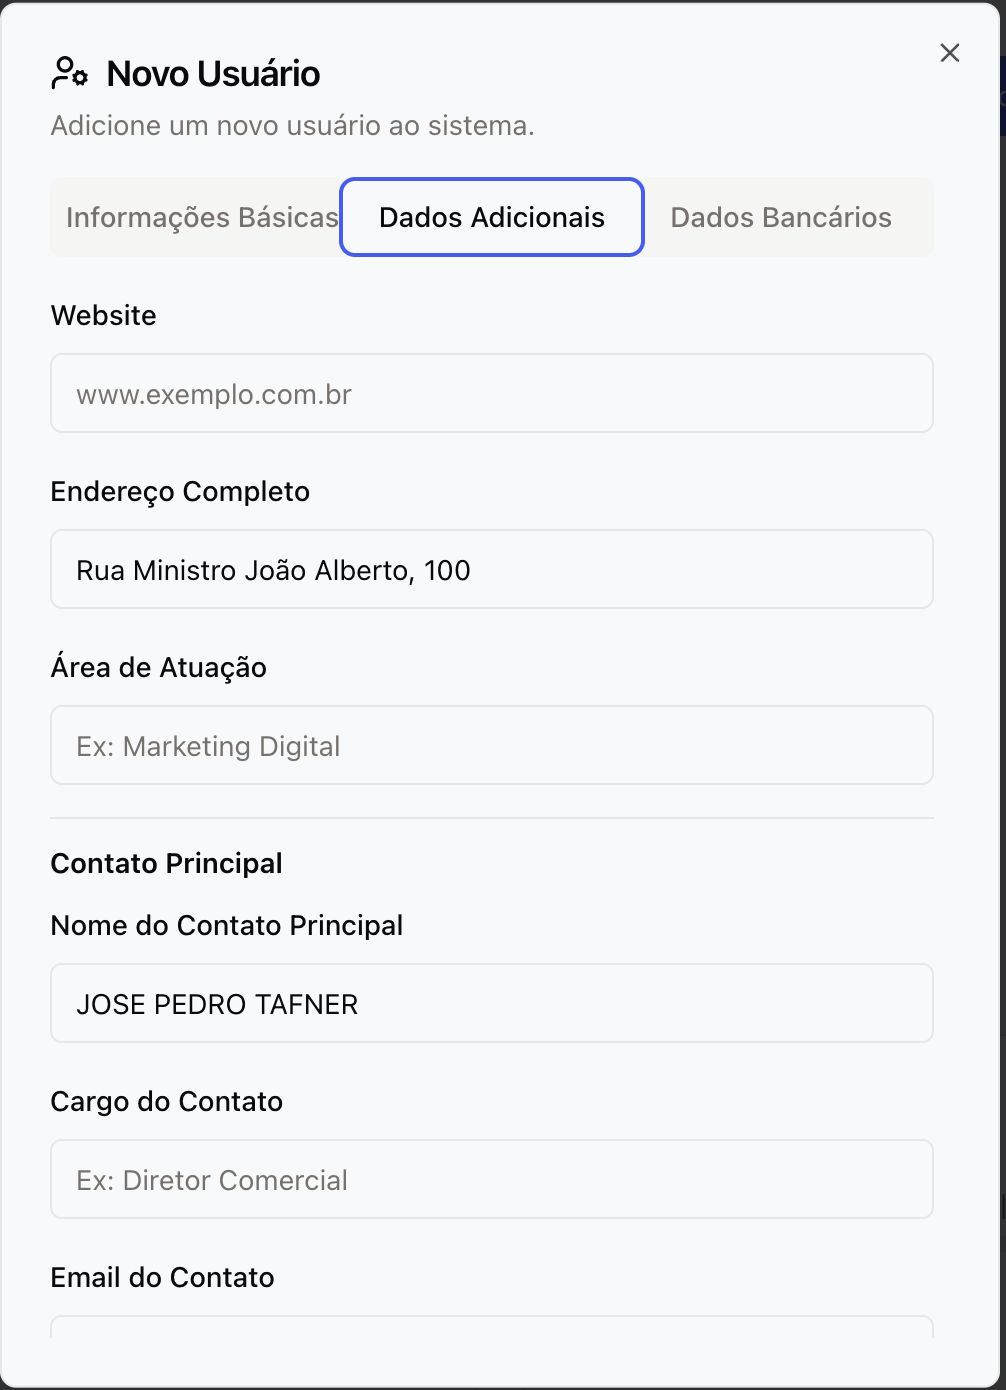 Novo Usuário
Adicione um novo usuário ao sistema.
Informações Básicas Dados Adicionais Dados Bancários
Website
www.exemplo.com.br
Endereço Completo
Rua Ministro João Alberto, 100
Área de Atuação
Ex: Marketing Digital
Contato Principal
Nome do Contato Principal
JOSE PEDRO TAFNER
Cargo do Contato
Ex: Diretor Comercial
Email do Contato